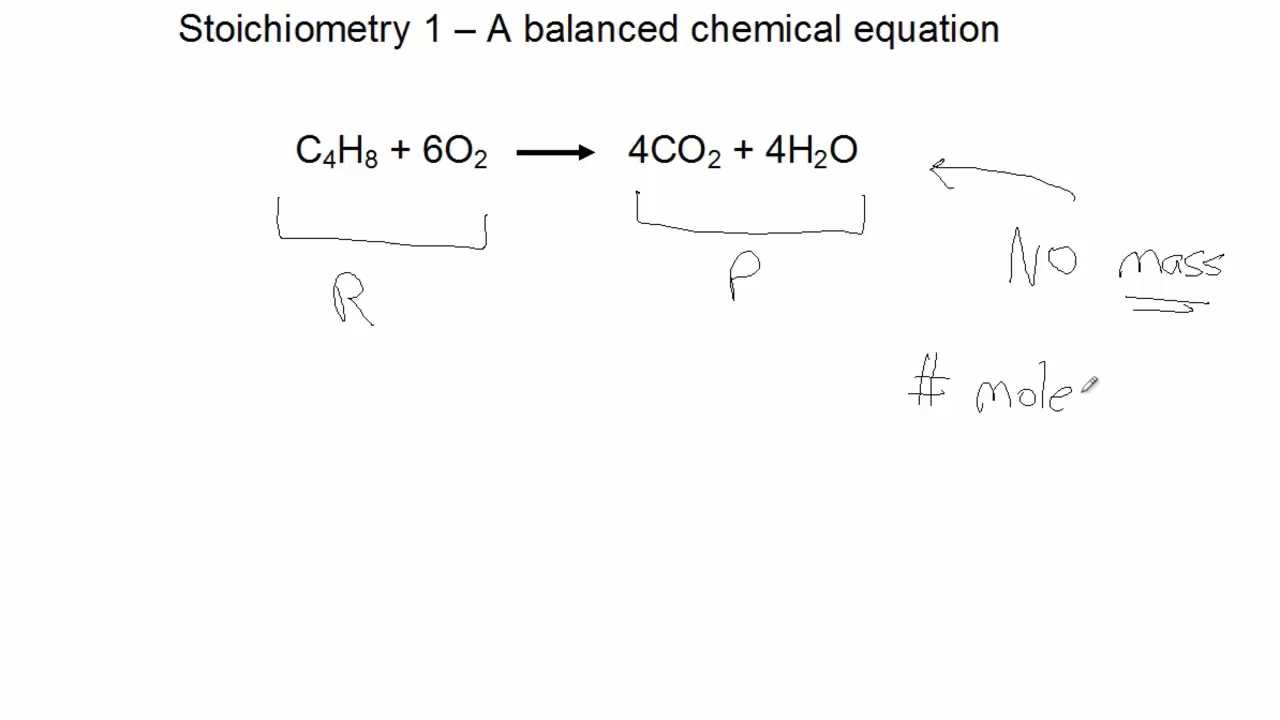 Stoichiometry 1 – A balanced chemical equation
C₄H₈ + 6O₂ → 4CO₂ + 4H₂O
R
P
NO mass
# mole